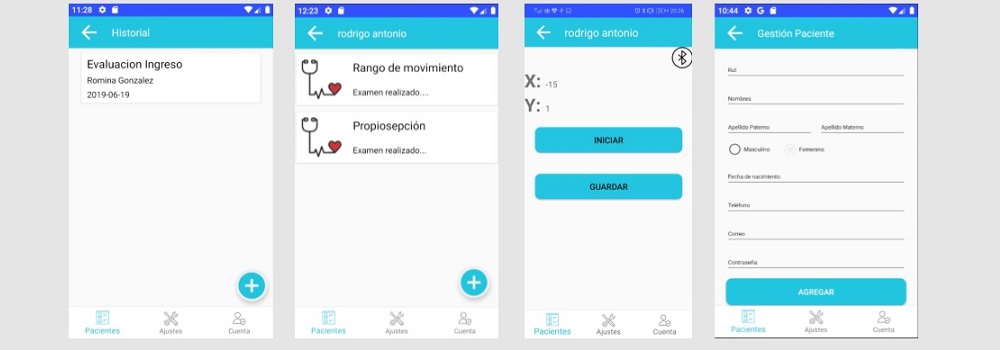 11:28
Historial
Evaluacion Ingreso
Romina Gonzalez
2019-06-19
Pacientes
Ajustes
Cuenta
12:23
rodrigo antonio
Rango de movimiento
Examen realizado....
Propiosepción
Examen realizado...
Pacientes
Ajustes
Cuenta
20:26
rodrigo antonio
X: -15
Y: 1
INICIAR
GUARDAR
Pacientes
Ajustes
Cuenta
10:44
Gestión Paciente
Rut
Nombres
Apellido Paterno Apellido Materno
Masculino Femenino
Fecha de nacimiento
Teléfono
Correo
Contraseña
AGREGAR
Pacientes
Ajustes
Cuenta